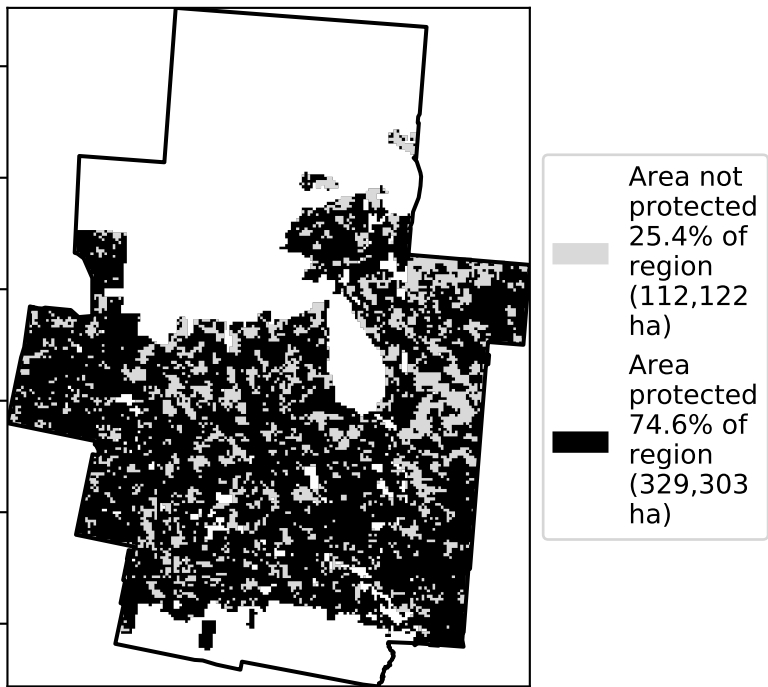 Area not
protected
25.4% of
region
(112,122
ha)
Area
protected
74.6% of
region
(329,303
ha)